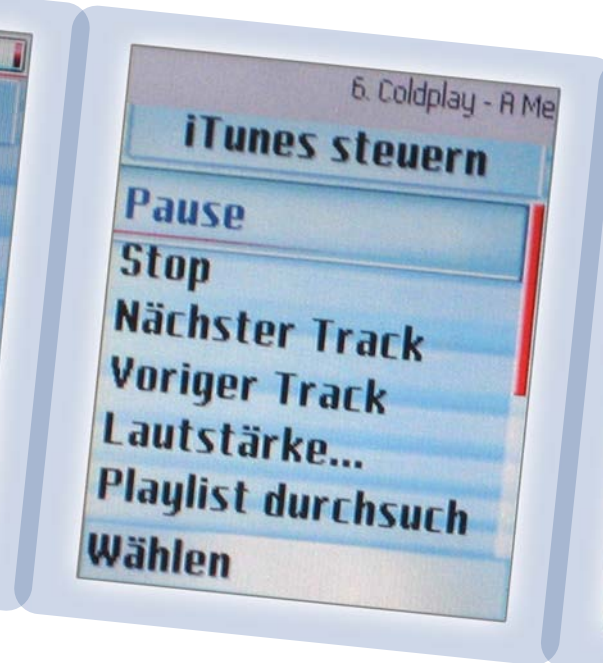 6. Coldplay - A Me
iTunes steuern
Pause
Stop
Nächster Track
Voriger Track
Lautstärke...
Playlist durchsuch
Wählen